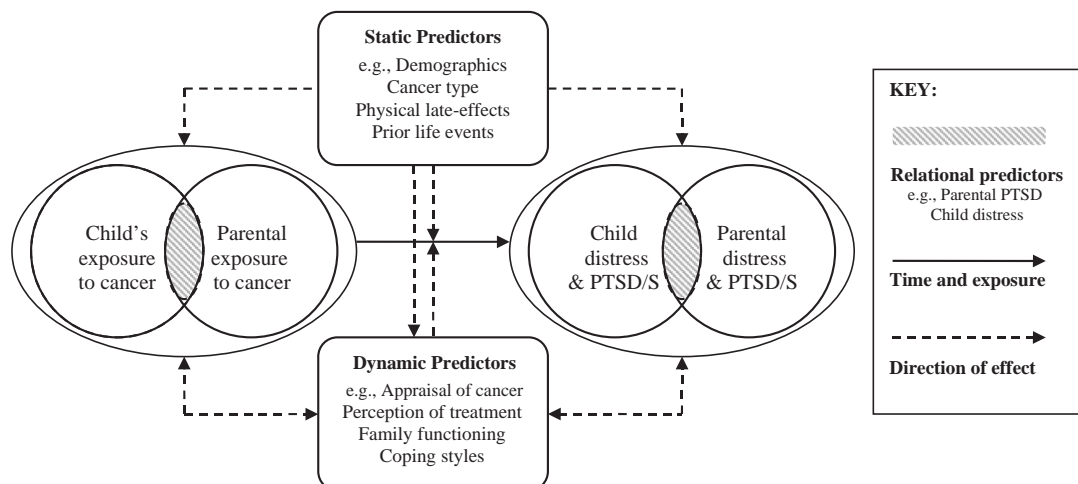 Static Predictors
e.g., Demographics
Cancer type
Physical late-effects
Prior life events
Child's
exposure
to cancer
Parental
exposure
to cancer
Child
distress
& PTSD/S
Parental
distress
& PTSD/S
Dynamic Predictors
e.g., Appraisal of cancer
Perception of treatment
Family functioning
Coping styles
KEY:
Relational predictors
e.g., Parental PTSD
Child distress
Time and exposure
Direction of effect